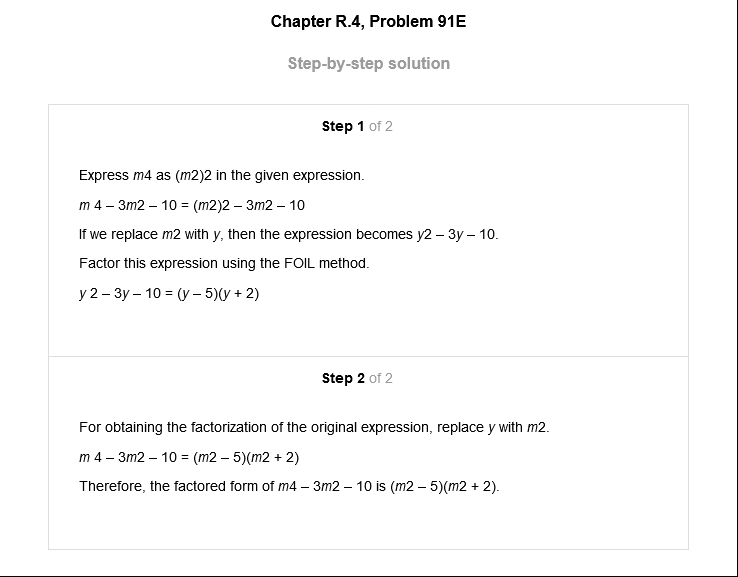 Chapter R.4, Problem 91E
Step-by-step solution
Step 1 of 2
Express m4 as (m2)2 in the given expression.
m 4 – 3m2 – 10 = (m2)2 – 3m2 – 10
If we replace m2 with y, then the expression becomes y2 – 3y – 10.
Factor this expression using the FOIL method.
y 2 – 3y – 10 = (y – 5)(y + 2)
Step 2 of 2
For obtaining the factorization of the original expression, replace y with m2.
m 4 – 3m2 – 10 = (m2 – 5)(m2 + 2)
Therefore, the factored form of m4 – 3m2 – 10 is (m2 – 5)(m2 + 2).